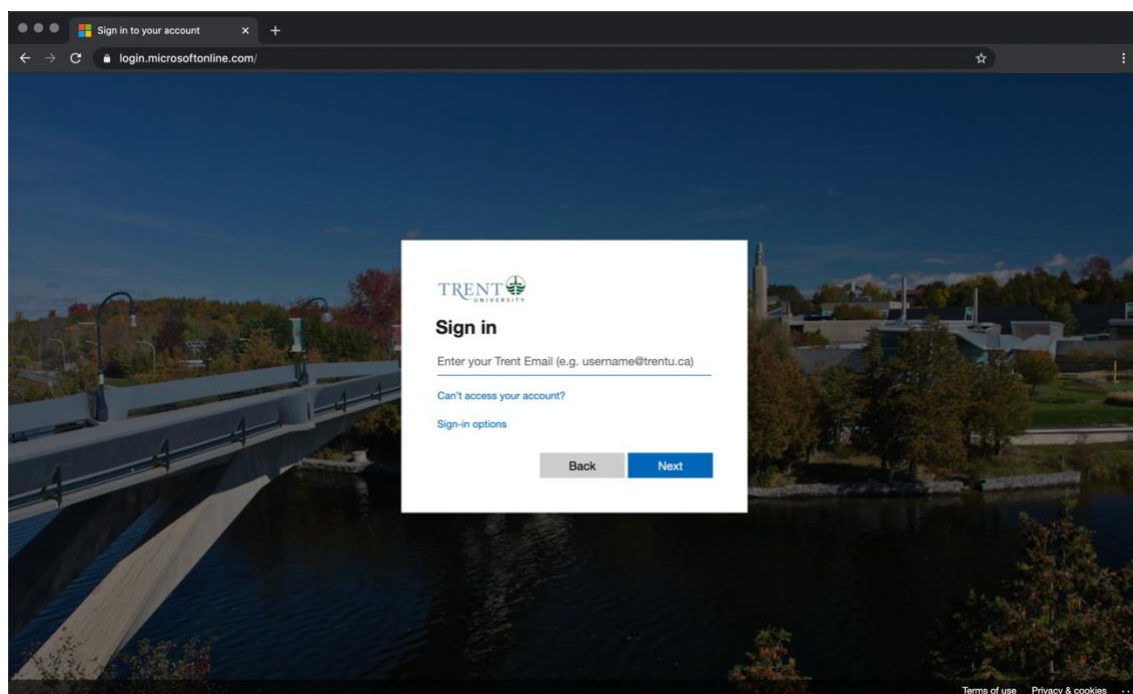 Sign in to your account
login.microsoftonline.com/
TRENT
UNIVERSITY
Sign in
Enter your Trent Email (e.g. username@trentu.ca)
Can't access your account?
Sign-in options
Back Next
Terms of use Privacy & cookies ...